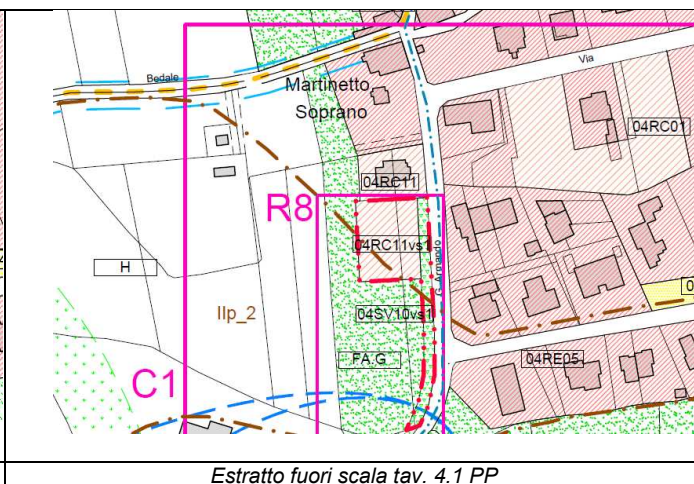 Bedale
Martinetto
Soprano
Via
04RC01
04RC11
R8
04RC11vs1
G. Armando
H
IIp_2
04SV10vs1
FA.G
04RE05
C1
Estratto fuori scala tav. 4.1 PP